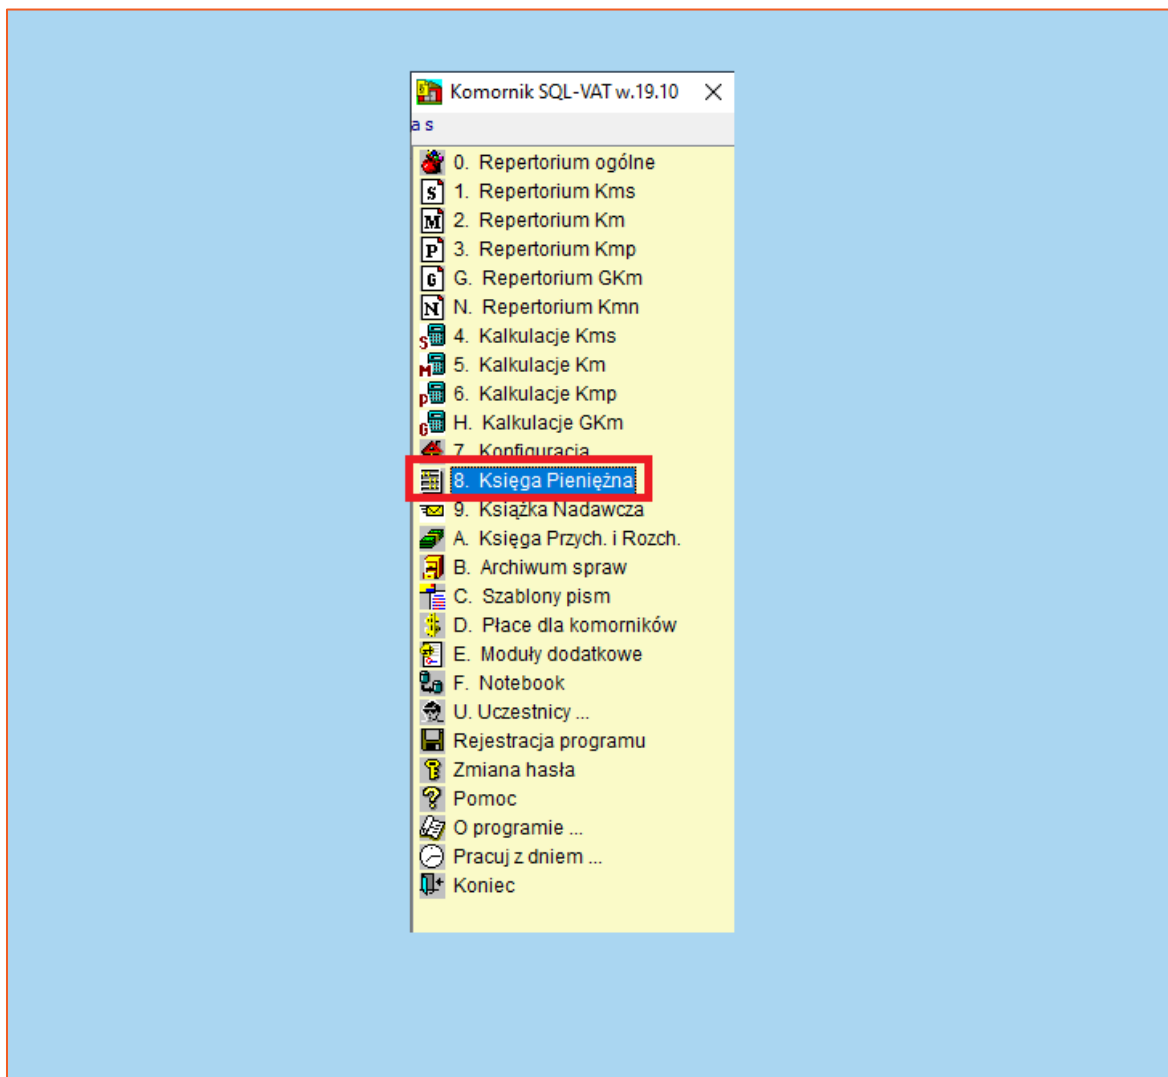 Komornik SQL-VAT w.19.10
a s
0. Repertorium ogólne
1. Repertorium Kms
2. Repertorium Km
3. Repertorium Kmp
G. Repertorium GKm
N. Repertorium Kmn
4. Kalkulacje Kms
5. Kalkulacje Km
6. Kalkulacje Kmp
H. Kalkulacje GKm
7. Konfiguracja
8. Księga Pieniężna
9. Książka Nadawcza
A. Księga Przych. i Rozch.
B. Archiwum spraw
C. Szablony pism
D. Płace dla komorników
E. Moduły dodatkowe
F. Notebook
U. Uczestnicy ...
Rejestracja programu
Zmiana hasła
Pomoc
O programie ...
Pracuj z dniem ...
Koniec